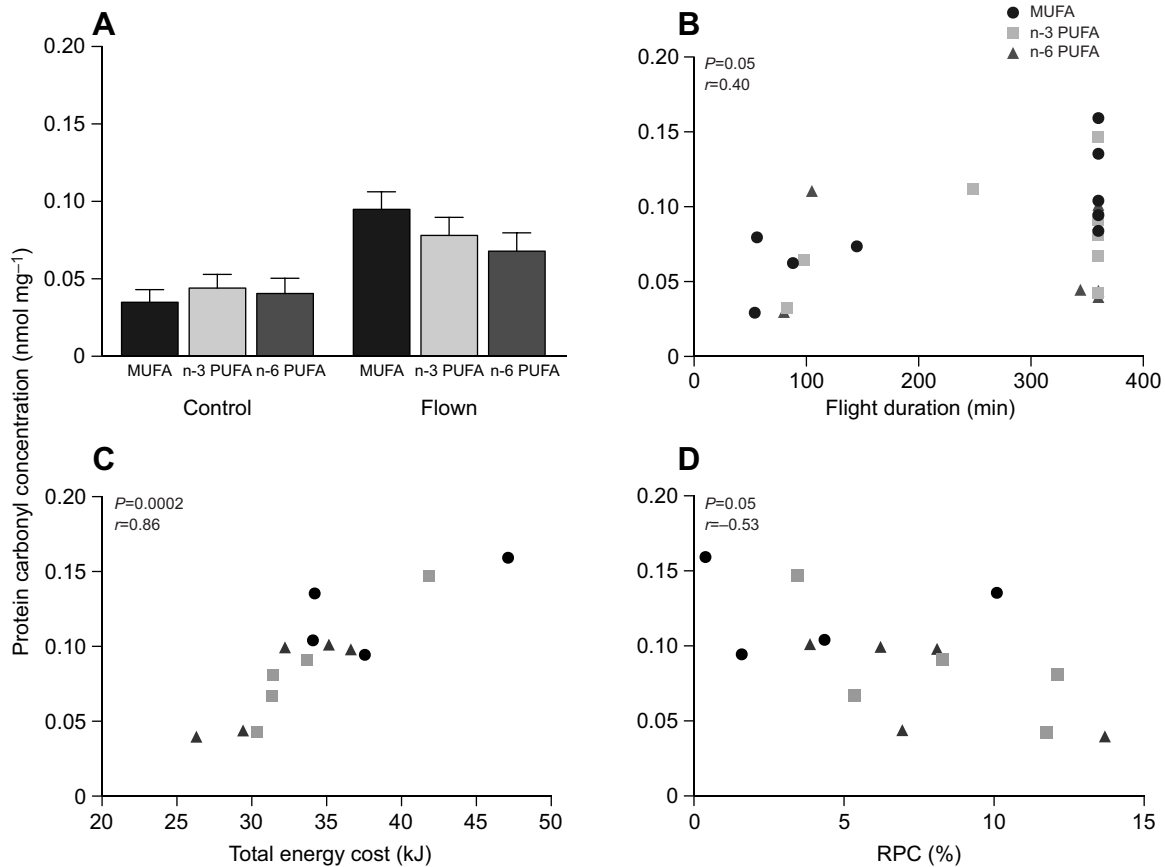 A
0.20
0.15
0.10
0.05
0
MUFA n-3 PUFA n-6 PUFA MUFA n-3 PUFA n-6 PUFA
Control Flown
B
MUFA
n-3 PUFA
n-6 PUFA
P=0.05
r=0.40
0.20
0.15
0.10
0.05
0
0 100 200 300 400
Flight duration (min)
Protein carbonyl concentration (nmol mg–1)
C
P=0.0002
r=0.86
0.20
0.15
0.10
0.05
0
20 25 30 35 40 45 50
Total energy cost (kJ)
D
P=0.05
r=–0.53
0.20
0.15
0.10
0.05
0
0 5 10 15
RPC (%)